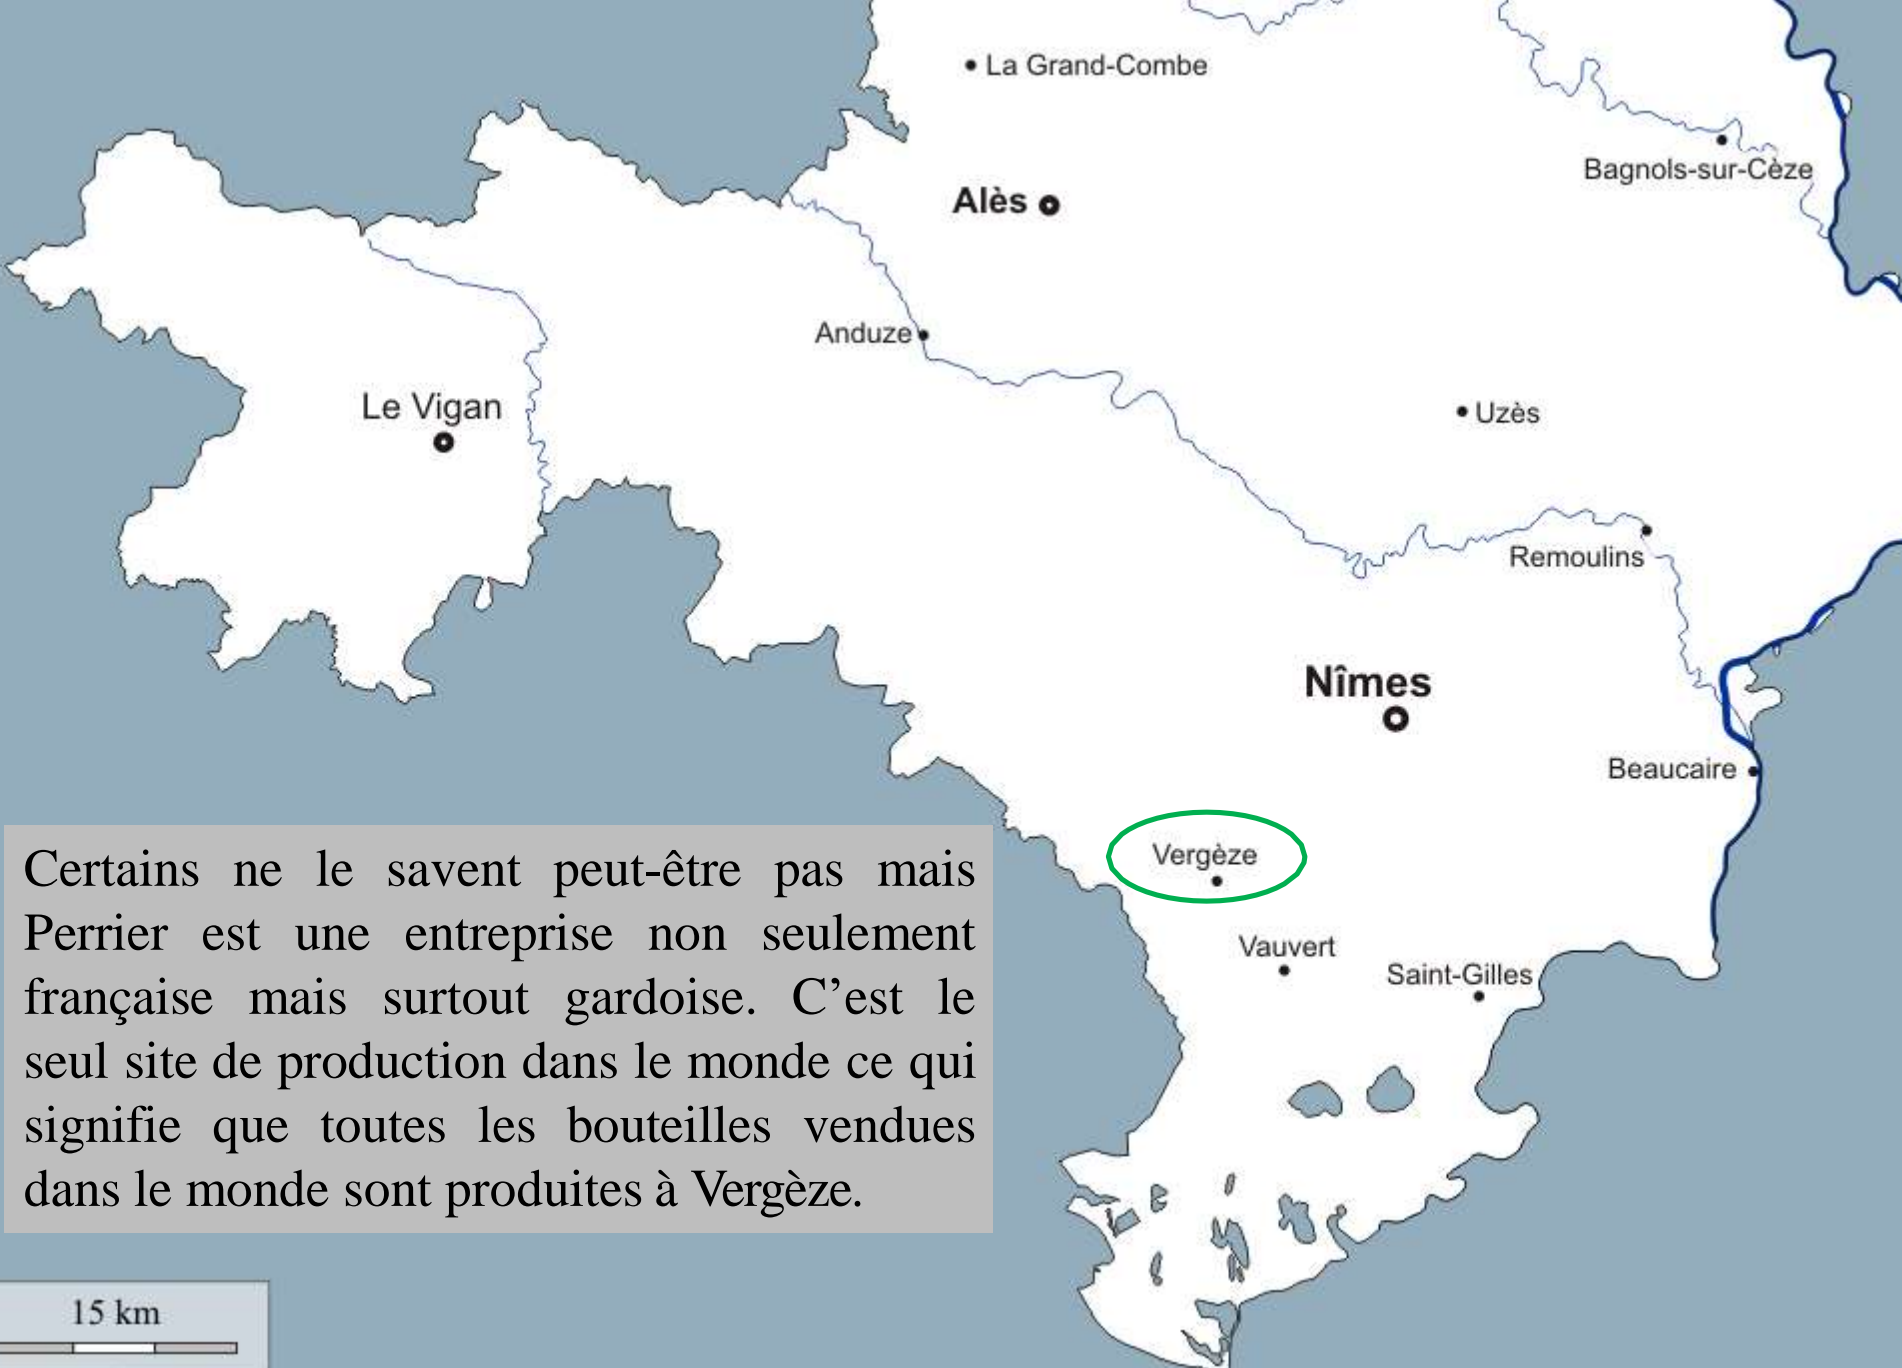 La Grand-Combe
Bagnols-sur-Cèze
Alès
Anduze
Le Vigan
Uzès
Remoulins
Nîmes
Beaucaire
Vergèze
Certains ne le savent peut-être pas mais
Perrier est une entreprise non seulement
française mais surtout gardoise. C’est le
seul site de production dans le monde ce qui
signifie que toutes les bouteilles vendues
dans le monde sont produites à Vergèze.
Vauvert
Saint-Gilles
15 km